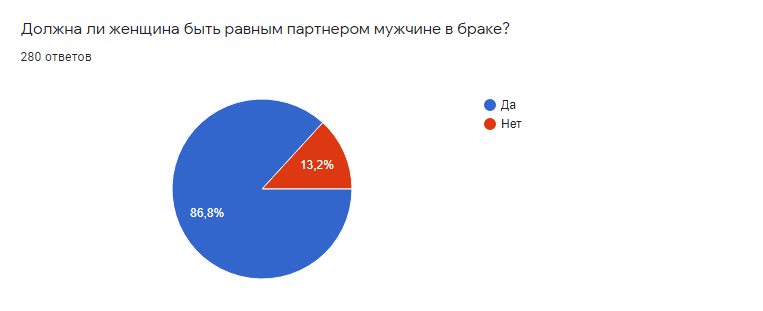 Должна ли женщина быть равным партнером мужчине в браке?
280 ответов
Да
Нет
13,2%
86,8%